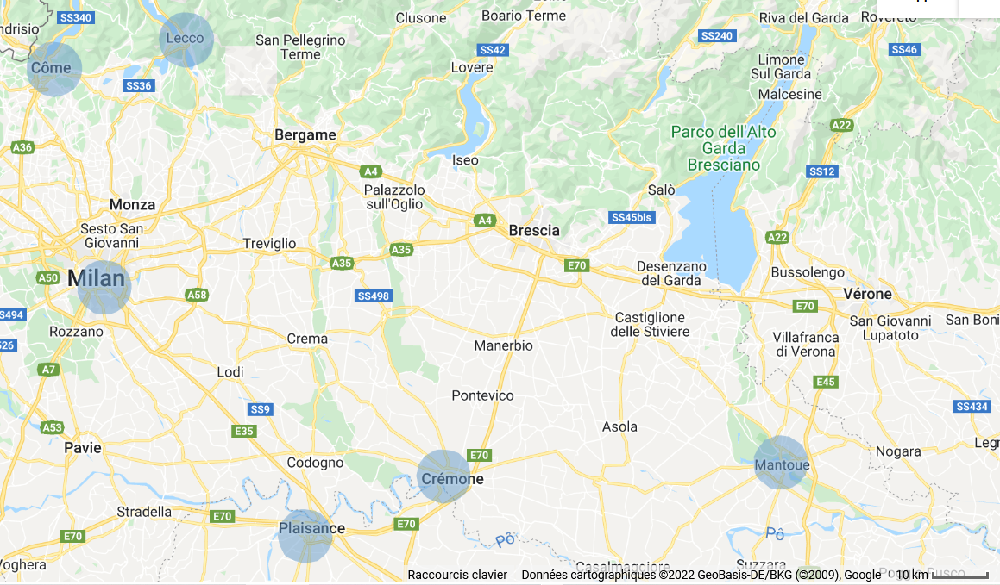 SS340
Clusone
Boario Terme
Riva del Garda
Rovereto
ndrisio
Lecco
San Pellegrino
Terme
SS42
SS240
SS46
Côme
Lovere
Limone
Sul Garda
SS36
Malcesine
A22
Bergame
Parco dell'Alto
Garda
Bresciano
A36
Iseo
A4
SS12
Palazzolo
sull'Oglio
Salò
Monza
A4
SS45bis
Sesto San
Giovanni
Brescia
A22
Treviglio
A35
A35
E70
Desenzano
del Garda
Bussolengo
A50
Milan
A58
SS498
Vérone
E70
SS494
Castiglione
delle Stiviere
San Giovanni
Lupatoto
San Boni
Rozzano
Crema
Villafranca
di Verona
526
Manerbio
A7
Lodi
E45
Pontevico
SS9
SS434
A53
E35
Asola
Pavie
Legn
Nogara
E70
Codogno
Mantoue
Crémone
Stradella
E70
E70
Plaisance
E70
Pô
Pô
Voghera
Casalmaggiore
Suzzara
Raccourcis clavier
Données cartographiques ©2022 GeoBasis-DE/BKG (©2009), Google
10 km